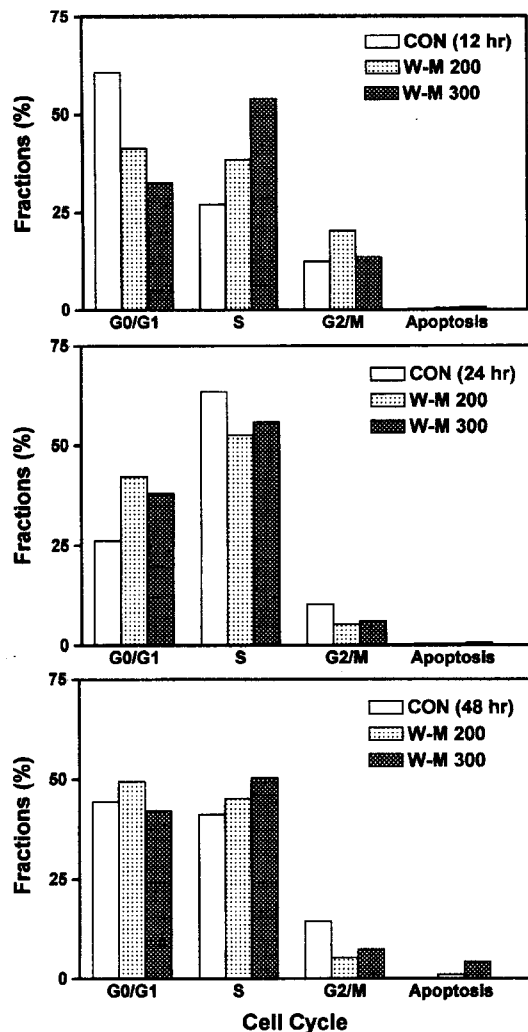 75
50
25
0
Fractions (%)
CON (12 hr)
W-M 200
W-M 300
G0/G1 S G2/M Apoptosis
75
50
25
0
Fractions (%)
CON (24 hr)
W-M 200
W-M 300
G0/G1 S G2/M Apoptosis
75
50
25
0
Fractions (%)
CON (48 hr)
W-M 200
W-M 300
G0/G1 S G2/M Apoptosis
Cell Cycle